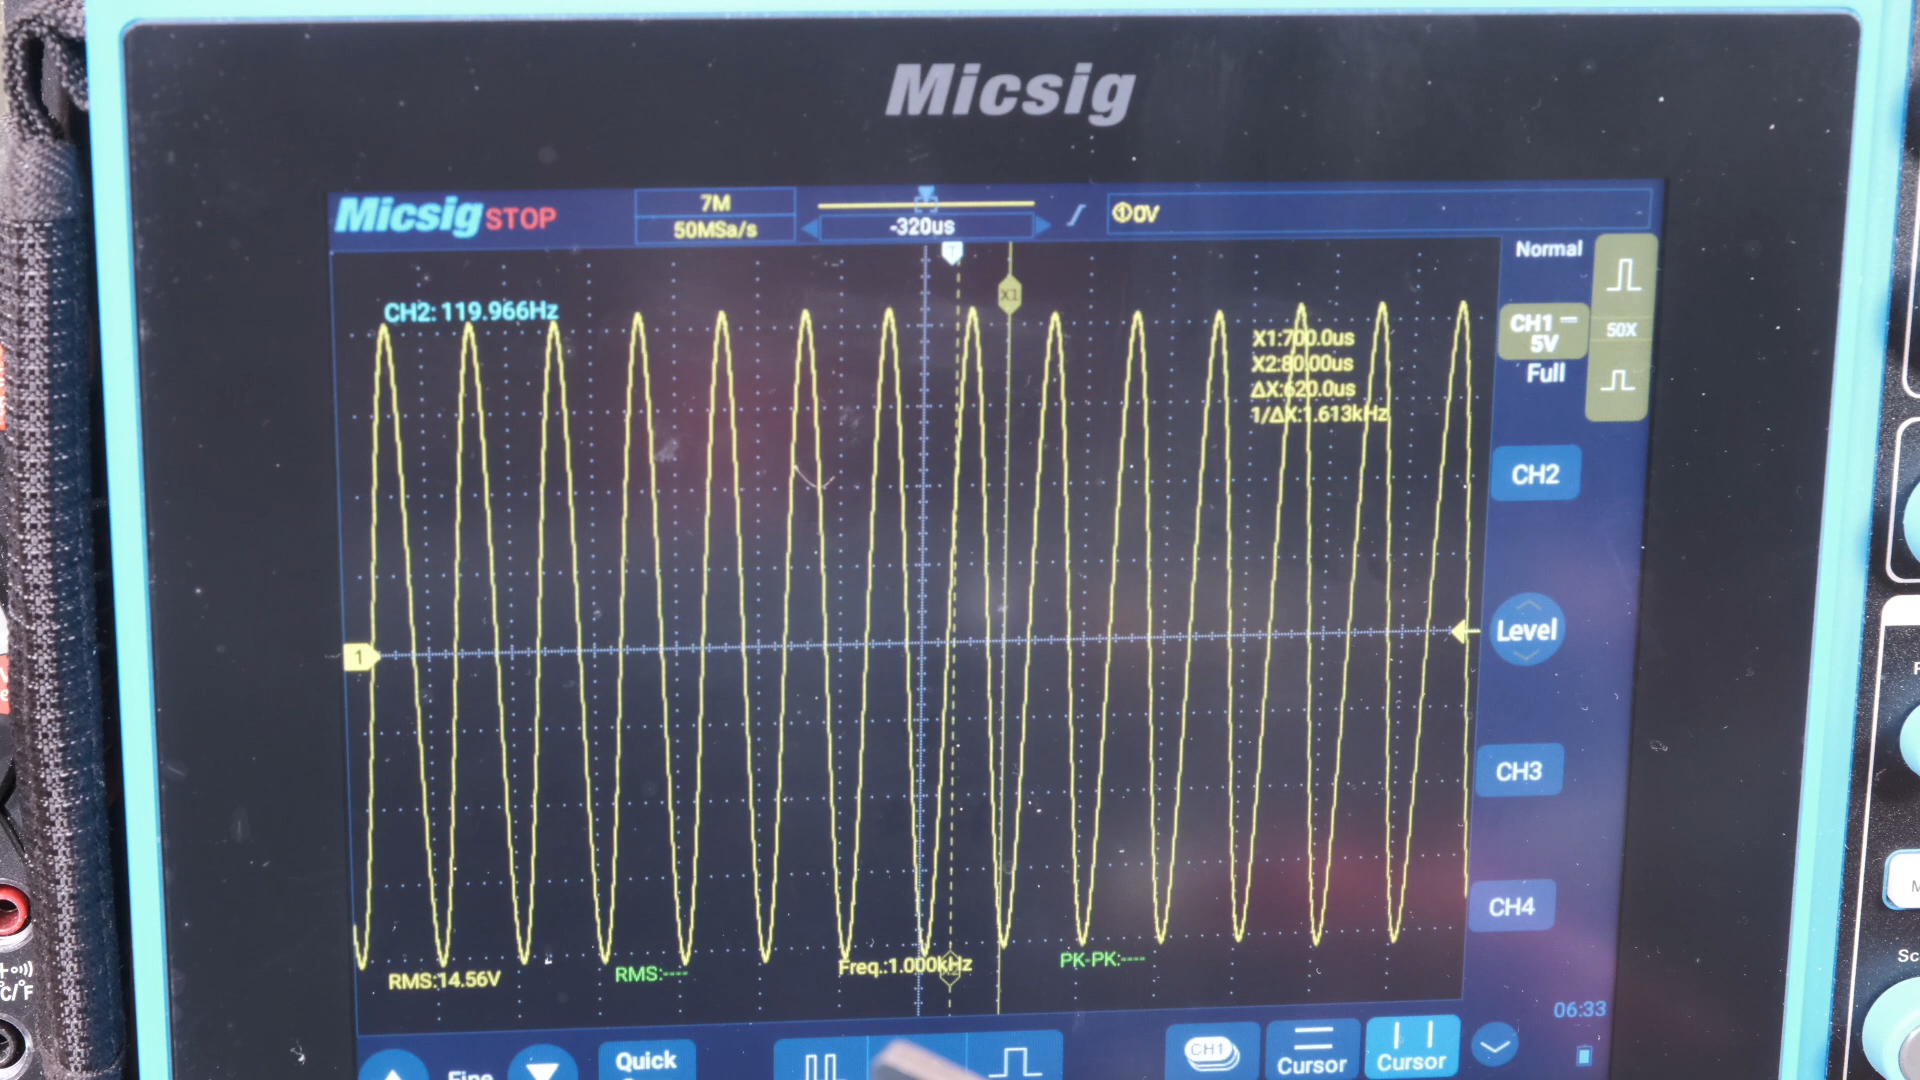 Micsig
Micsig STOP
7M
50MSa/s
-320us
T
1 0V
Normal
CH2: 119.966Hz
X1
X1:700.0us
X2:80.00us
ΔX:620.0us
1/ΔX:1.613kHz
CH1
5V
Full
50X
CH2
1
Level
CH3
CH4
RMS:14.56V
RMS:----
Freq.:1.000kHz
PK-PK:----
06:33
Fine
Quick
CH1
Cursor
Cursor
°C/°F